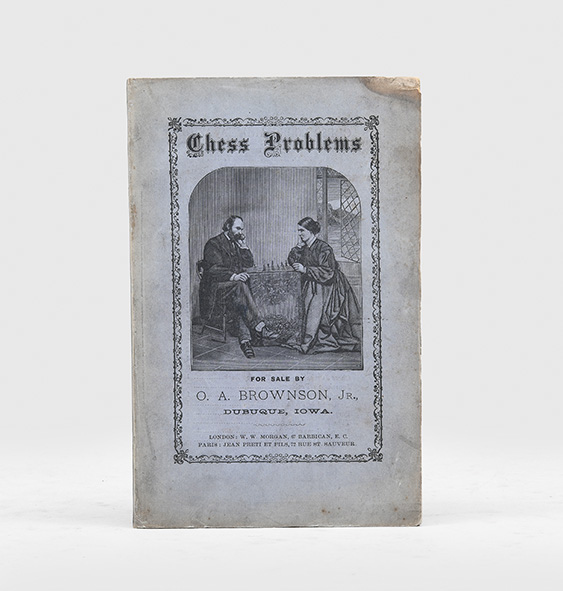 Chess Problems
FOR SALE BY
O. A. BROWNSON, JR.,
DUBUQUE, IOWA.
LONDON: W. W. MORGAN, 67 BARBICAN, E. C.
PARIS: JEAN PRETI ET FILS, 72 RUE ST. SAUVEUR.